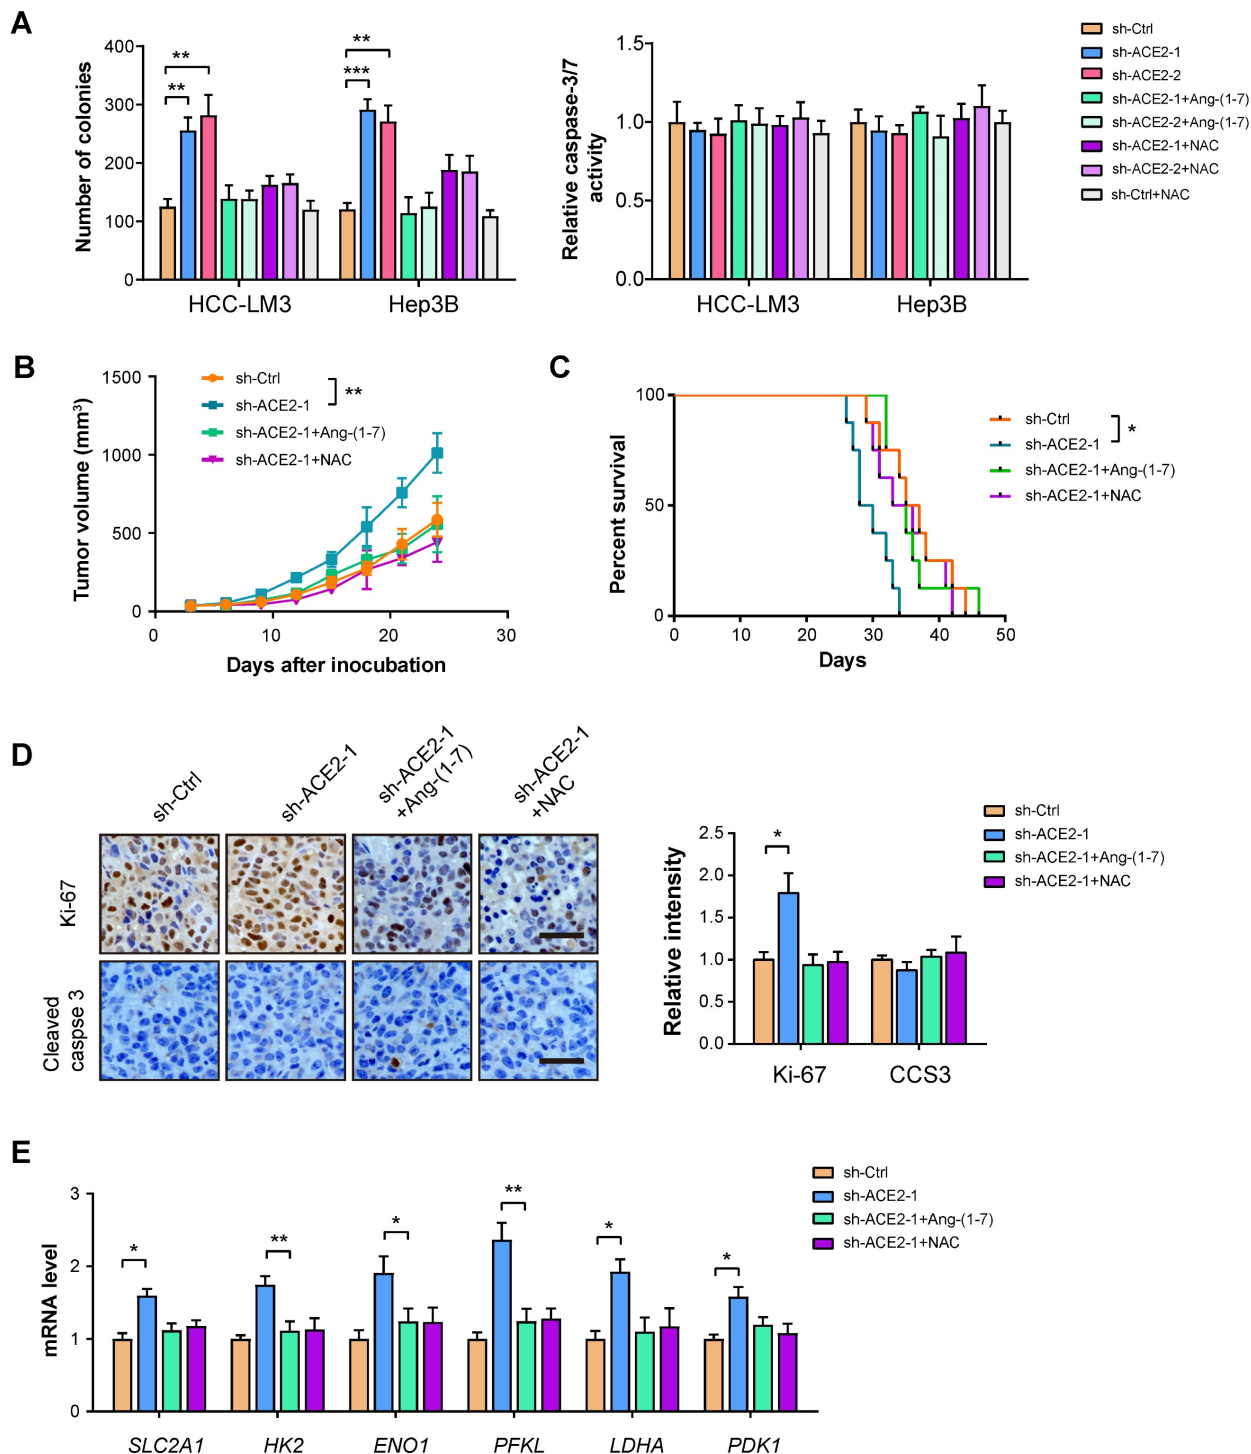 A
Number of colonies
400
300
200
100
0
**
**
***
**
HCC-LM3
Hep3B
Relative caspase-3/7
activity
1.5
1.0
0.5
0.0
HCC-LM3
Hep3B
sh-Ctrl
sh-ACE2-1
sh-ACE2-2
sh-ACE2-1+Ang-(1-7)
sh-ACE2-2+Ang-(1-7)
sh-ACE2-1+NAC
sh-ACE2-2+NAC
sh-Ctrl+NAC
B
Tumor volume (mm³)
1500
1000
500
0
0
10
20
30
Days after inocubation
sh-Ctrl
sh-ACE2-1
sh-ACE2-1+Ang-(1-7)
sh-ACE2-1+NAC
**
C
Percent survival
100
50
0
0
10
20
30
40
50
Days
sh-Ctrl
sh-ACE2-1
sh-ACE2-1+Ang-(1-7)
sh-ACE2-1+NAC
*
D
sh-Ctrl
sh-ACE2-1
sh-ACE2-1
+Ang-(1-7)
sh-ACE2-1
+NAC
Ki-67
Cleaved
caspse 3
Relative intensity
2.5
2.0
1.5
1.0
0.5
0.0
*
Ki-67
CCS3
sh-Ctrl
sh-ACE2-1
sh-ACE2-1+Ang-(1-7)
sh-ACE2-1+NAC
E
mRNA level
3
2
1
0
*
**
*
**
*
*
SLC2A1
HK2
ENO1
PFKL
LDHA
PDK1
sh-Ctrl
sh-ACE2-1
sh-ACE2-1+Ang-(1-7)
sh-ACE2-1+NAC